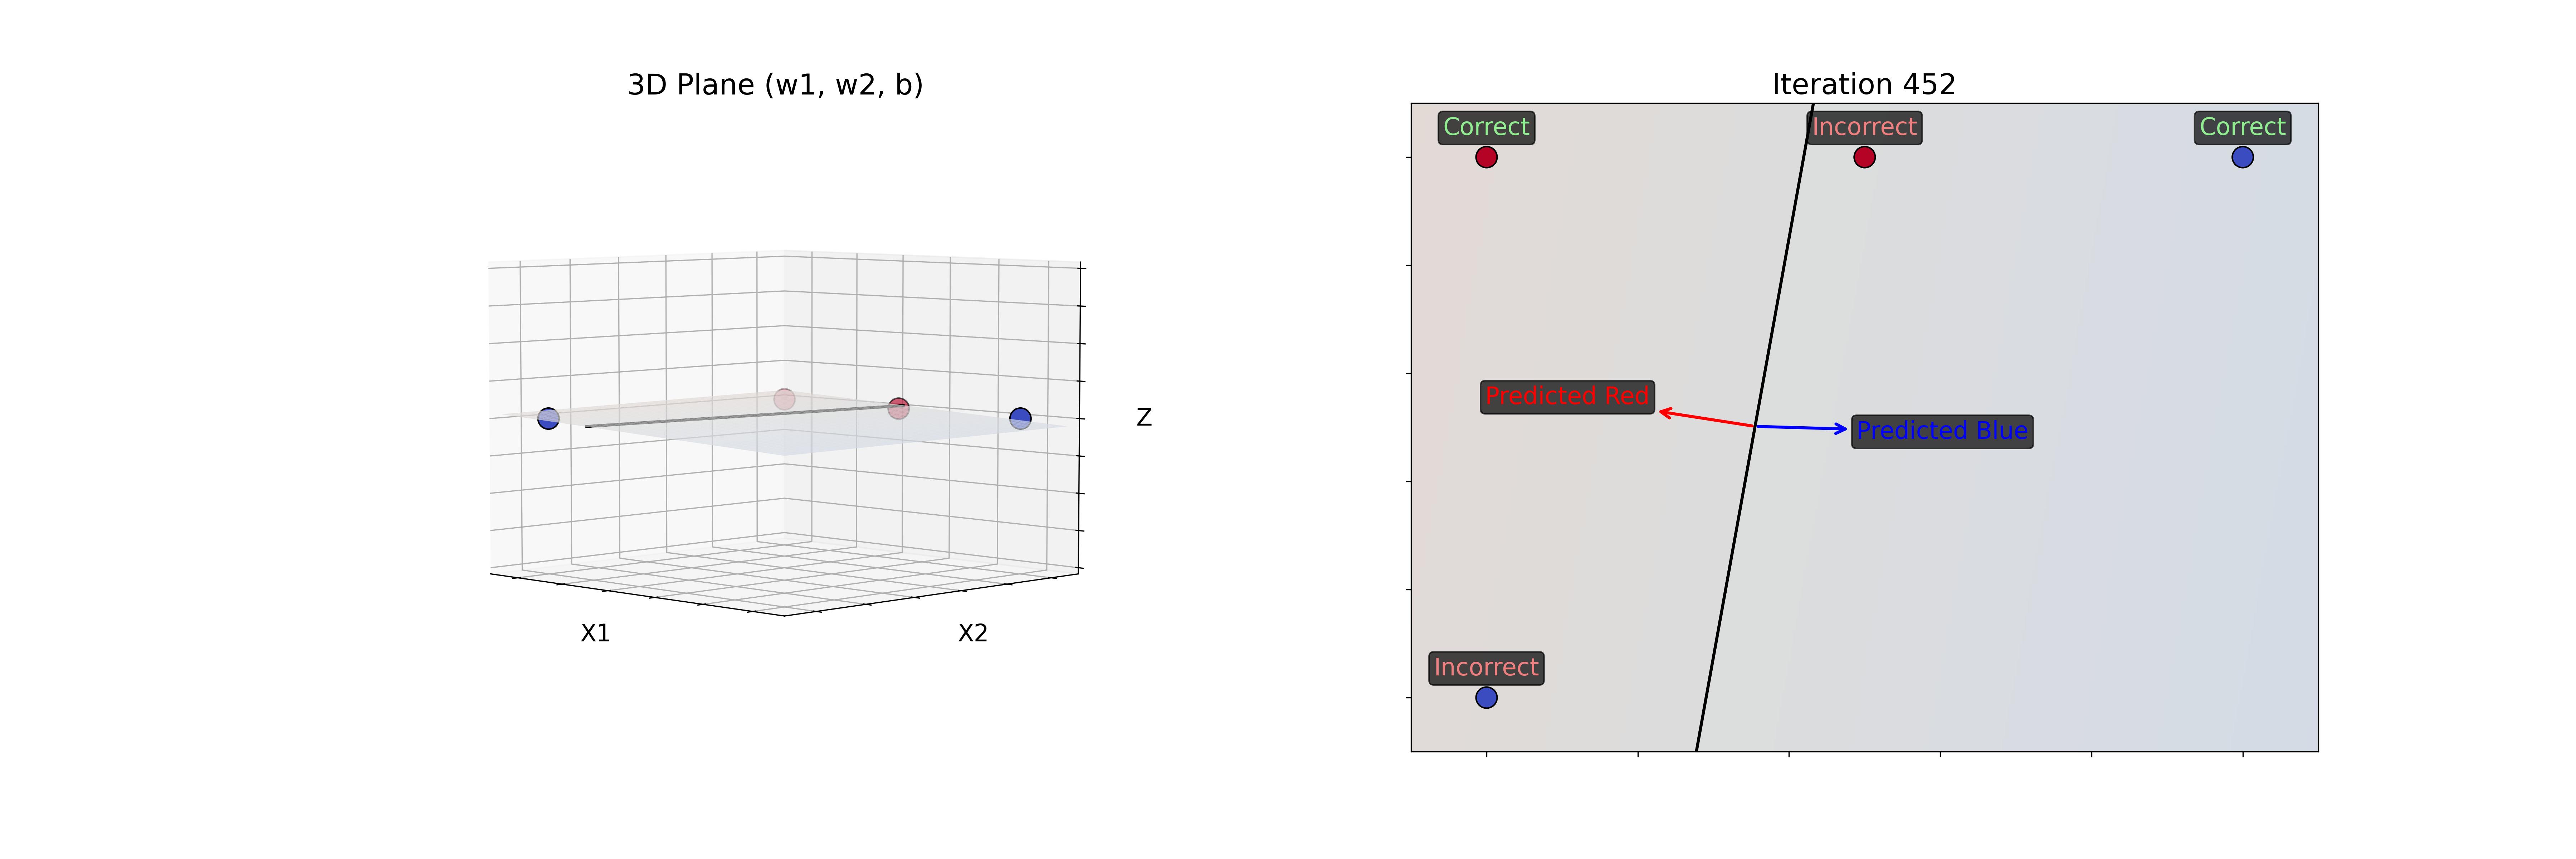 3D Plane (w1, w2, b)
Z
X1
X2
Iteration 452
Correct
Incorrect
Correct
Predicted Red
Predicted Blue
Incorrect